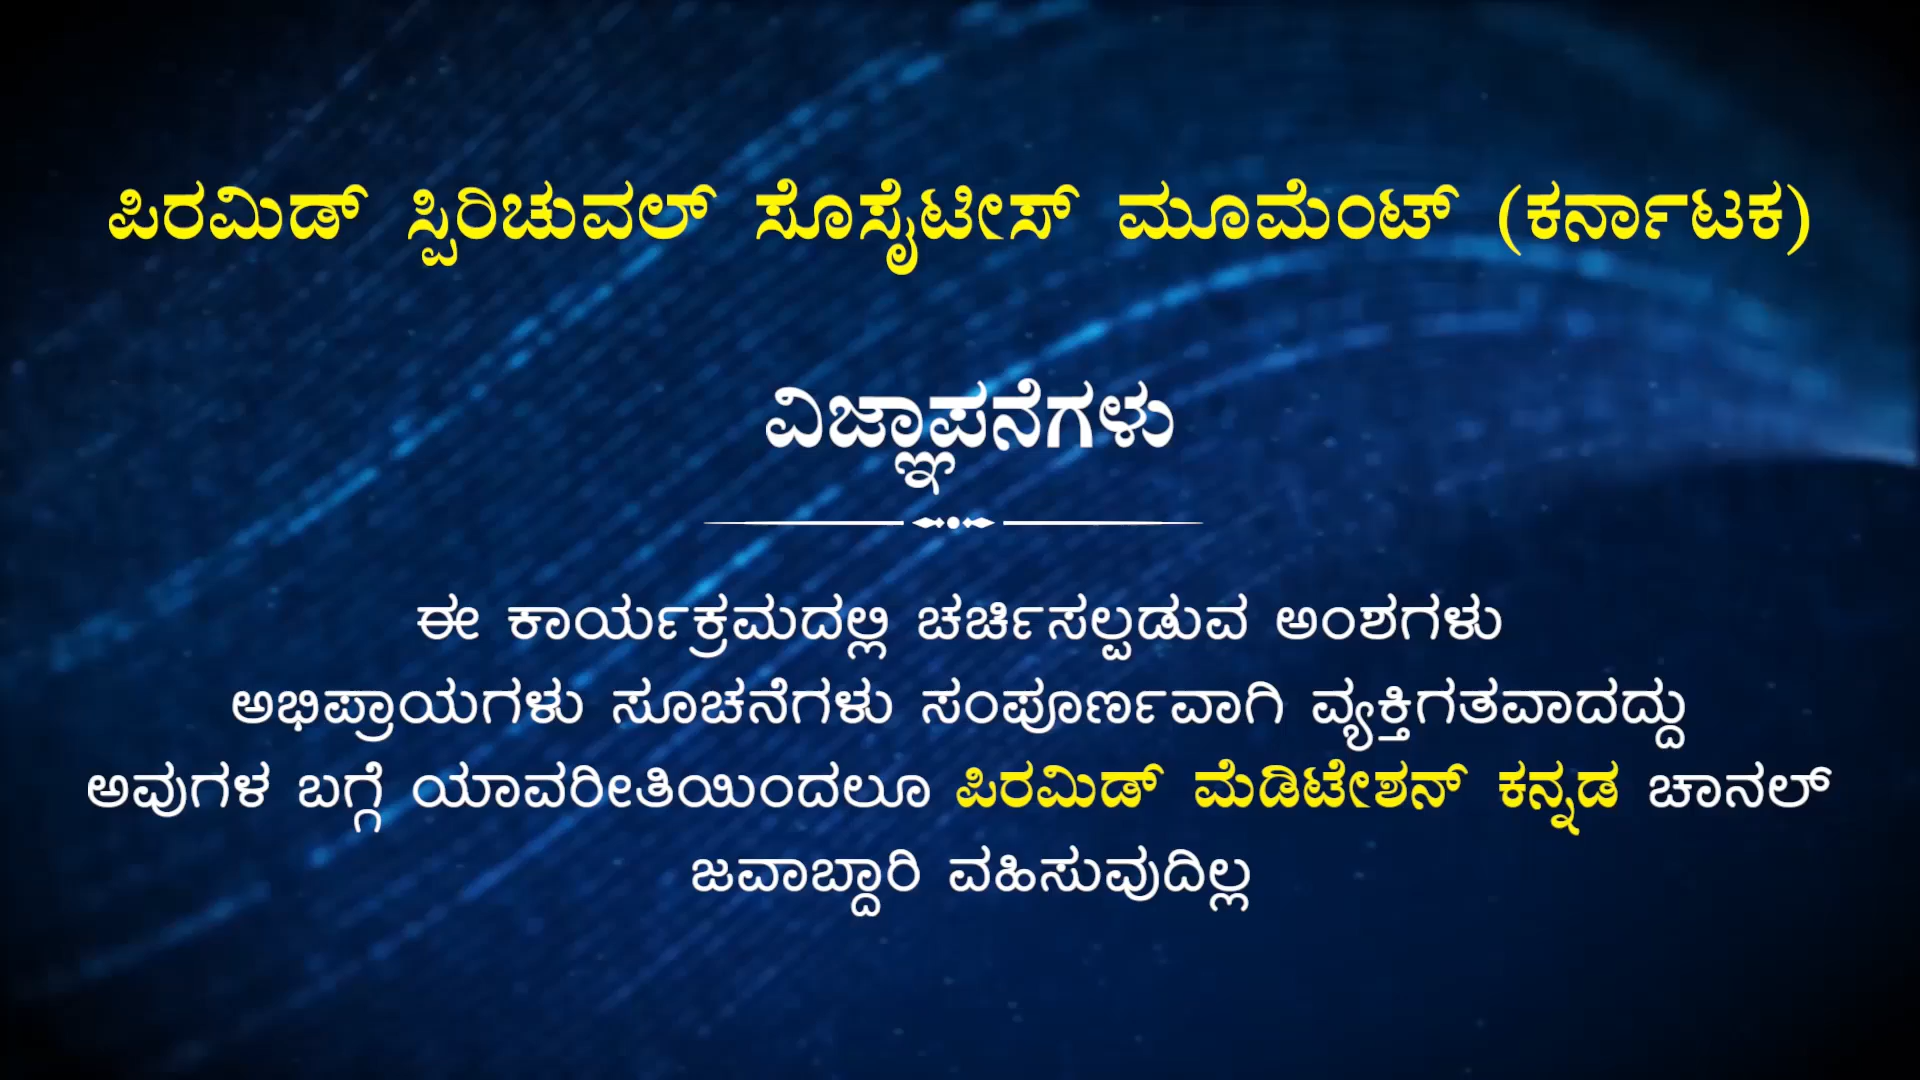 ಪಿರಮಿಡ್ ಸ್ಪಿರಿಚುವಲ್ ಸೊಸೈಟೀಸ್ ಮೂಮೆಂಟ್ (ಕರ್ನಾಟಕ)
ವಿಜ್ಞಾಪನೆಗಳು
ಈ ಕಾರ್ಯಕ್ರಮದಲ್ಲಿ ಚರ್ಚಿಸಲ್ಪಡುವ ಅಂಶಗಳು
ಅಭಿಪ್ರಾಯಗಳು ಸೂಚನೆಗಳು ಸಂಪೂರ್ಣವಾಗಿ ವ್ಯಕ್ತಿಗತವಾದದ್ದು
ಅವುಗಳ ಬಗ್ಗೆ ಯಾವರೀತಿಯಿಂದಲೂ ಪಿರಮಿಡ್ ಮೆಡಿಟೇಶನ್ ಕನ್ನಡ ಚಾನಲ್
ಜವಾಬ್ದಾರಿ ವಹಿಸುವುದಿಲ್ಲ